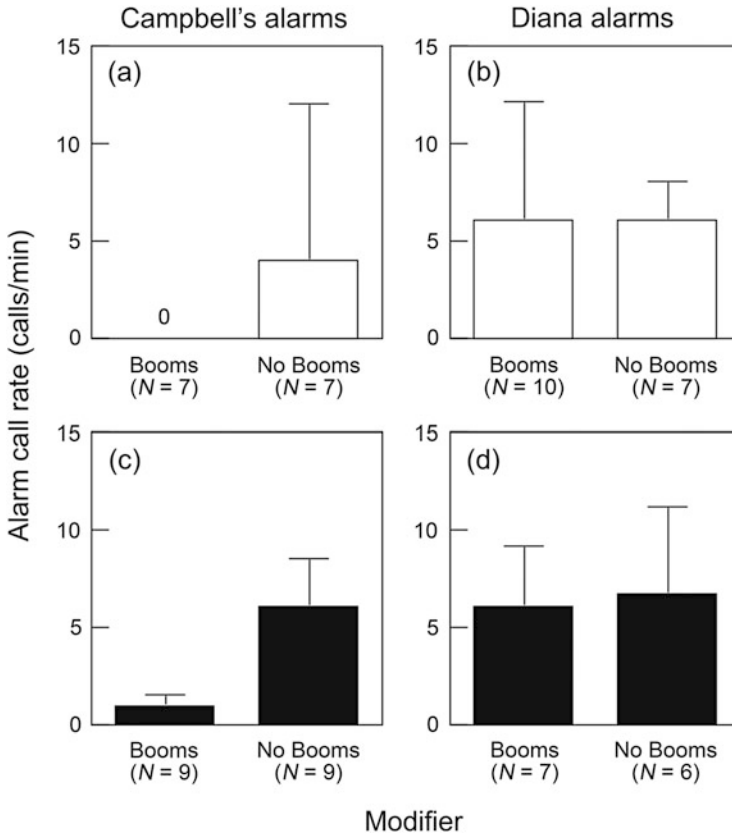 Campbell's alarms
Diana alarms
Alarm call rate (calls/min)
(a)
15
10
5
0
0
Booms
(N = 7)
No Booms
(N = 7)
(b)
15
10
5
0
Booms
(N = 10)
No Booms
(N = 7)
(c)
15
10
5
0
Booms
(N = 9)
No Booms
(N = 9)
(d)
15
10
5
0
Booms
(N = 7)
No Booms
(N = 6)
Modifier